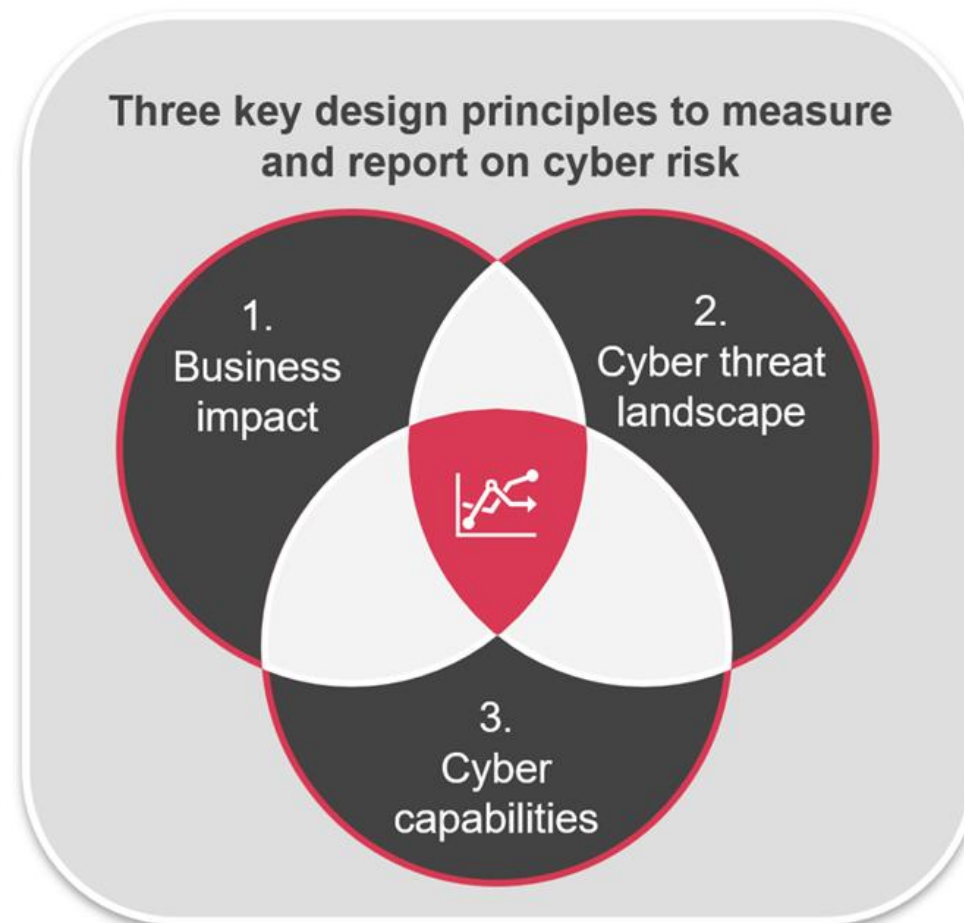 Three key design principles to measure
and report on cyber risk
1.
Business
impact
2.
Cyber threat
landscape
3.
Cyber
capabilities